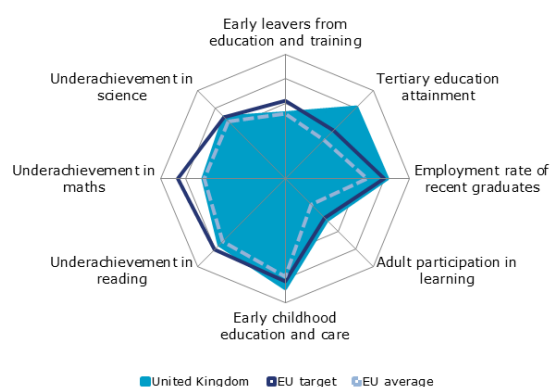 Early leavers from
education and training
Underachievement in
science
Tertiary education
attainment
Underachievement in
maths
Employment rate of
recent graduates
Underachievement in
reading
Adult participation in
learning
Early childhood
education and care
United Kingdom EU target EU average